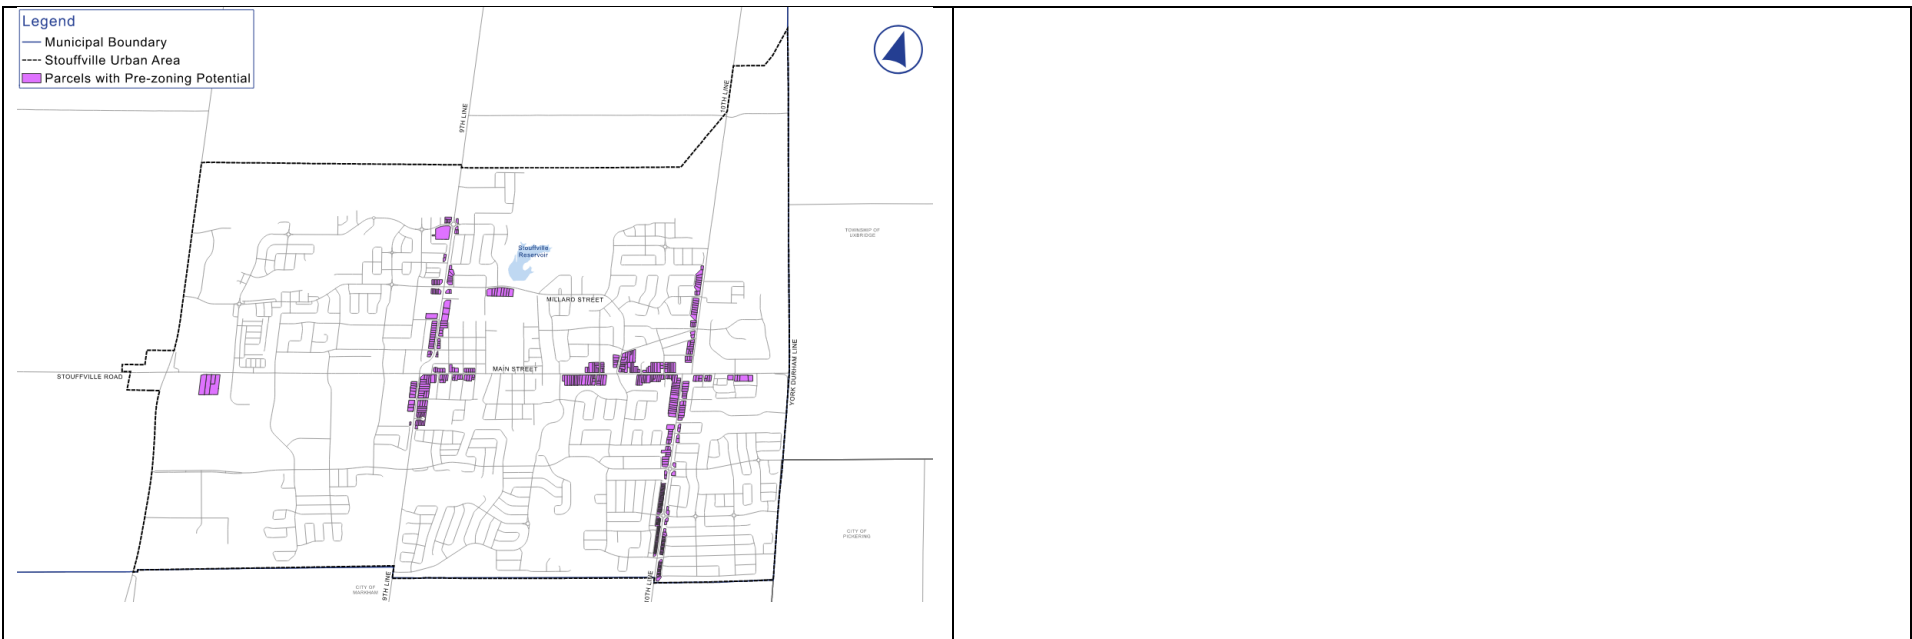 Legend
Municipal Boundary
Stouffville Urban Area
Parcels with Pre-zoning Potential
10TH LINE
9TH LINE
TOWNSHIP OF
UXBRIDGE
Stouffville
Reservoir
MILLARD STREET
YORK DURHAM LINE
MAIN STREET
STOUFFVILLE ROAD
CITY OF
PICKERING
CITY OF
MARKHAM
9TH LINE
10TH LINE